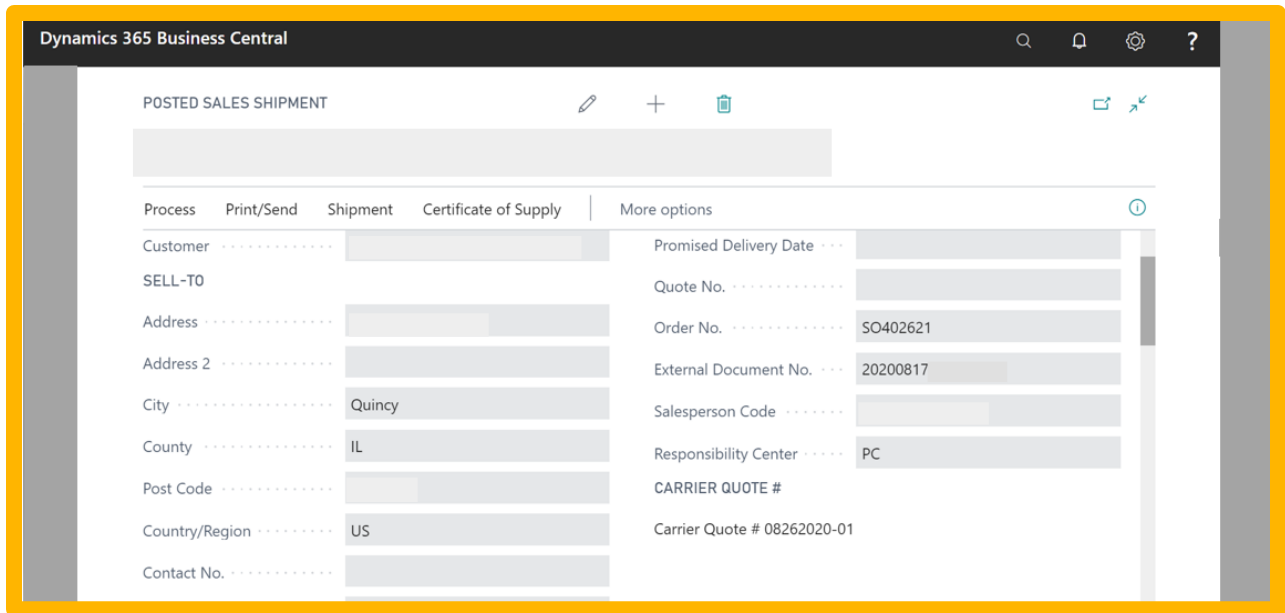 Dynamics 365 Business Central
?
POSTED SALES SHIPMENT
Process Print/Send Shipment Certificate of Supply More options
Customer
SELL-TO
Address
Address 2
City Quincy
County IL
Post Code
Country/Region US
Contact No.
Promised Delivery Date
Quote No.
Order No. SO402621
External Document No. 20200817
Salesperson Code
Responsibility Center PC
CARRIER QUOTE #
Carrier Quote # 08262020-01